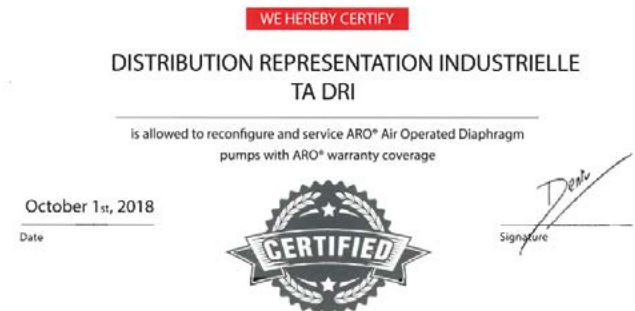 WE HEREBY CERTIFY
DISTRIBUTION REPRESENTATION INDUSTRIELLE
TA DRI
is allowed to reconfigure and service ARO® Air Operated Diaphragm
pumps with ARO® warranty coverage
October 1st, 2018
Date
CERTIFIED
Signature